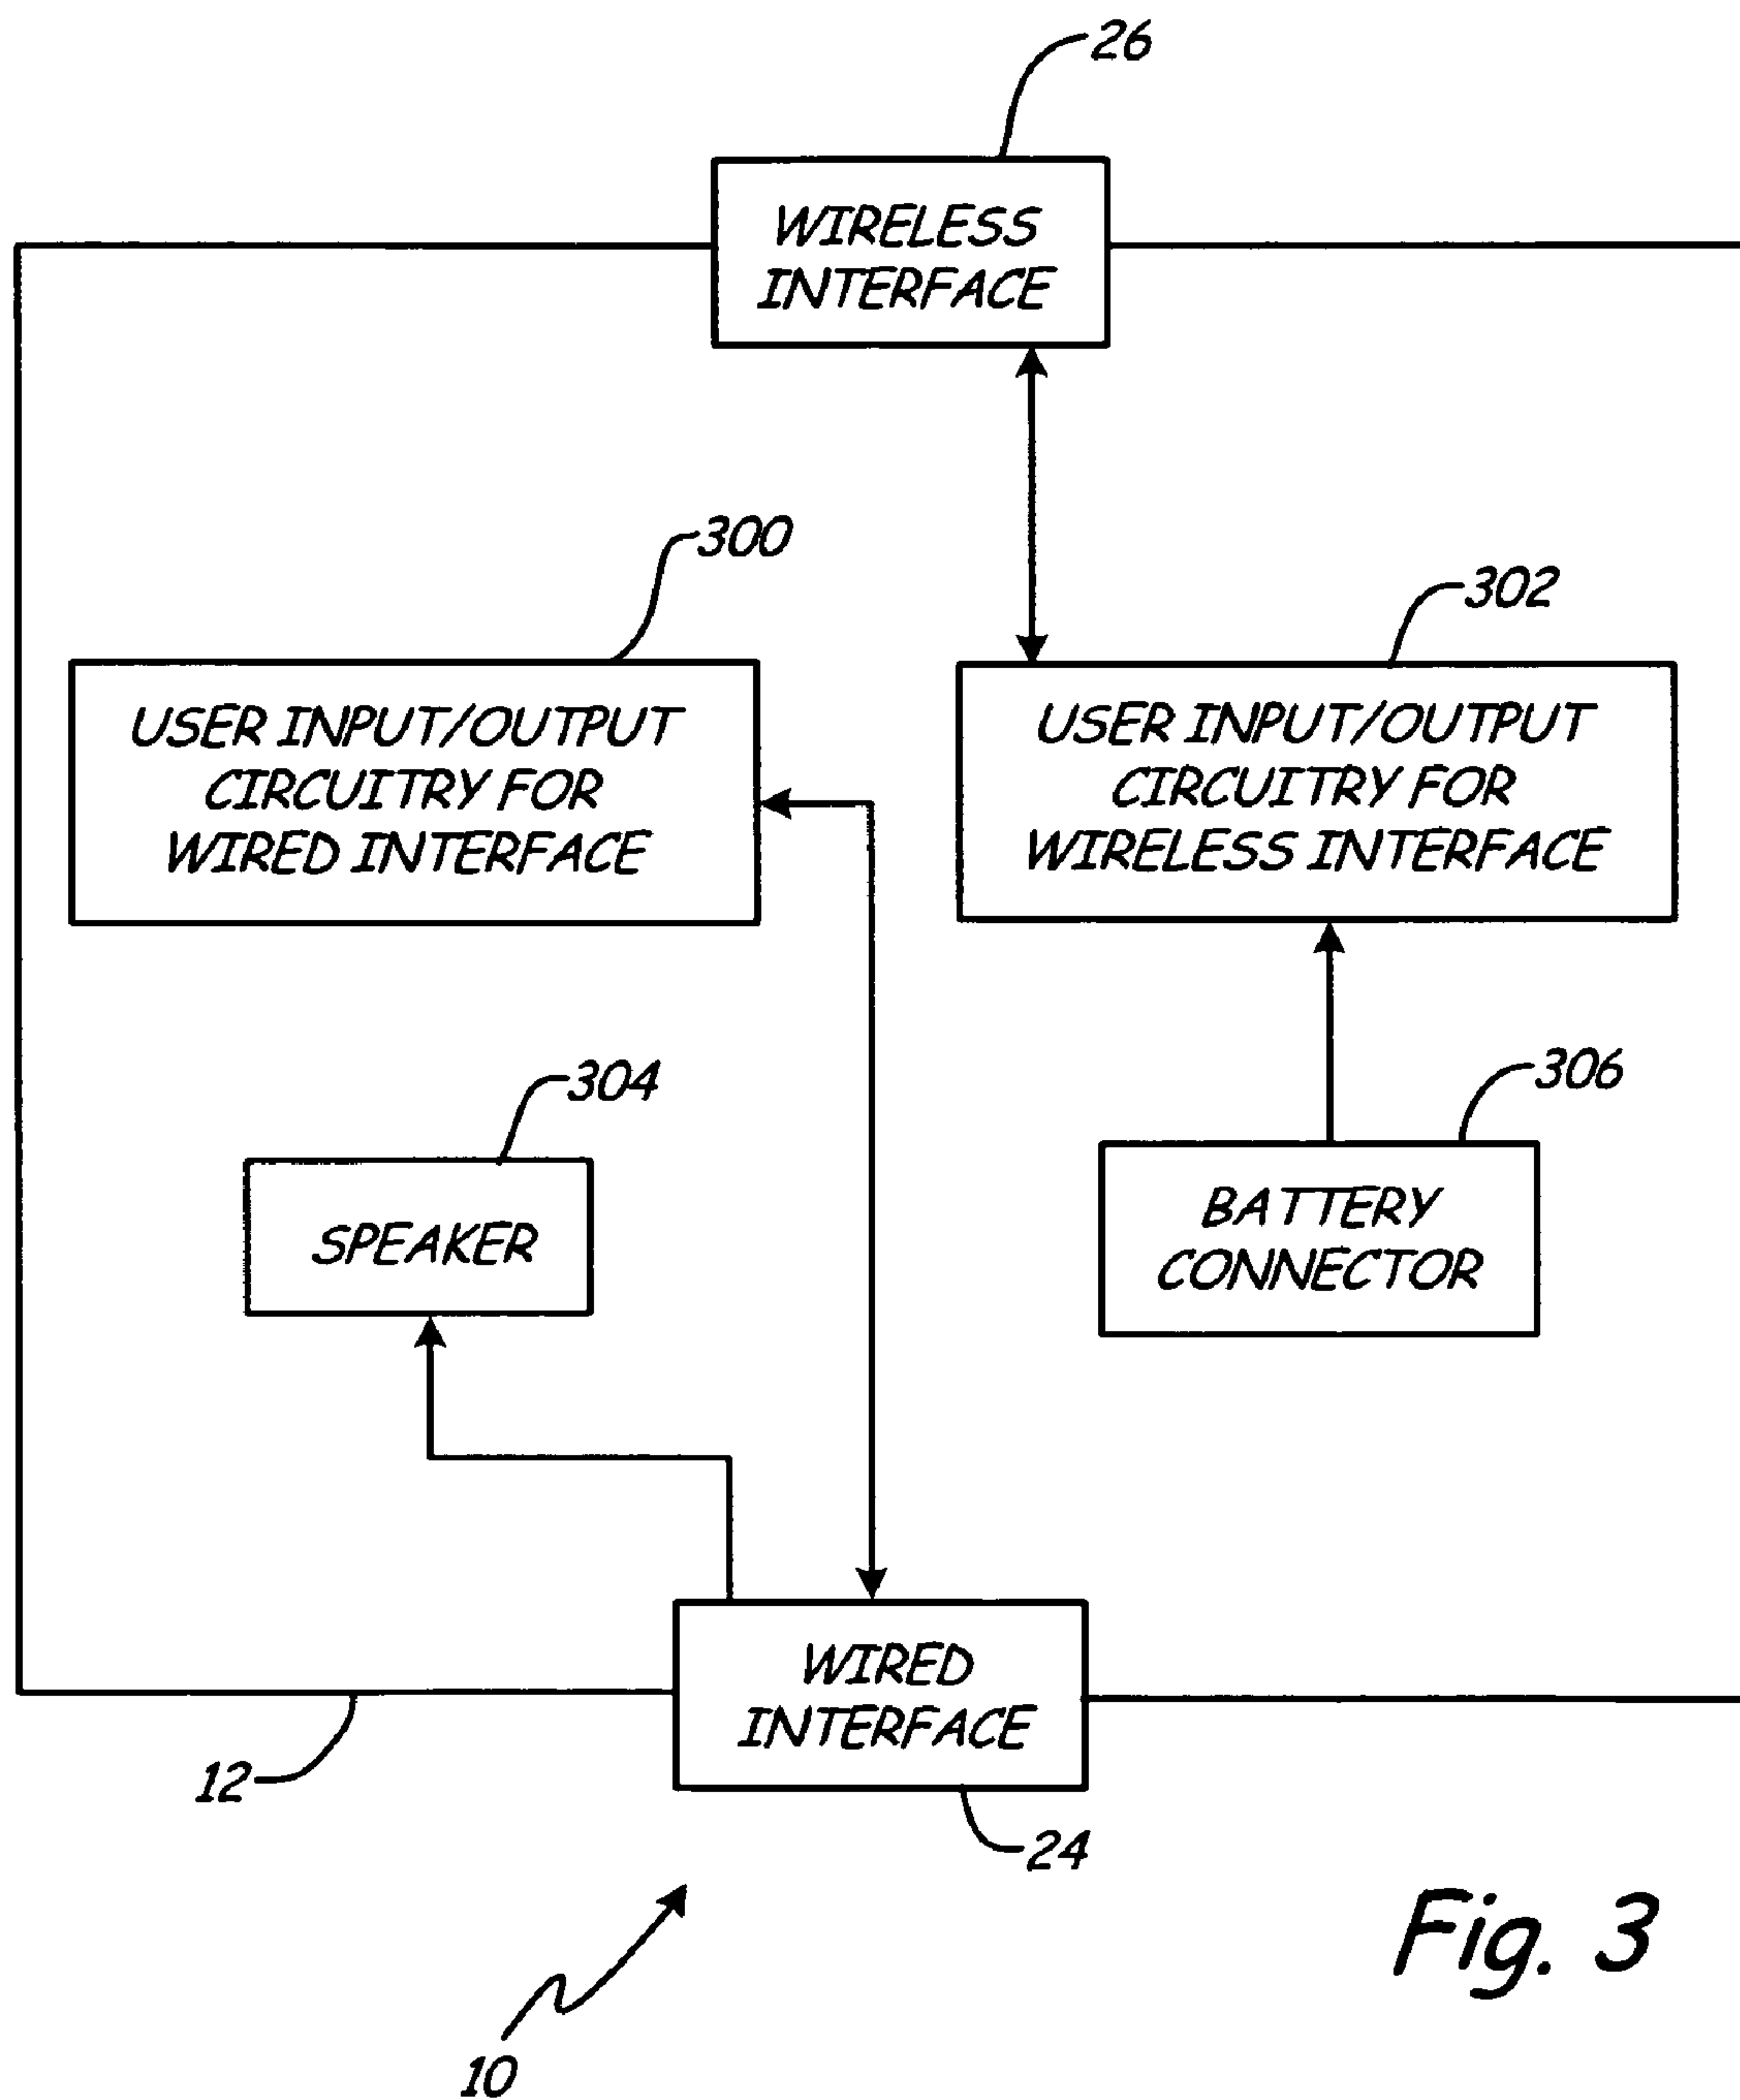 26
WIRELESS
INTERFACE
300
302
USER INPUT/OUTPUT
CIRCUITRY FOR
WIRED INTERFACE
USER INPUT/OUTPUT
CIRCUITRY FOR
WIRELESS INTERFACE
304
306
SPEAKER
BATTERY
CONNECTOR
WIRED
INTERFACE
12
24
10
Fig. 3